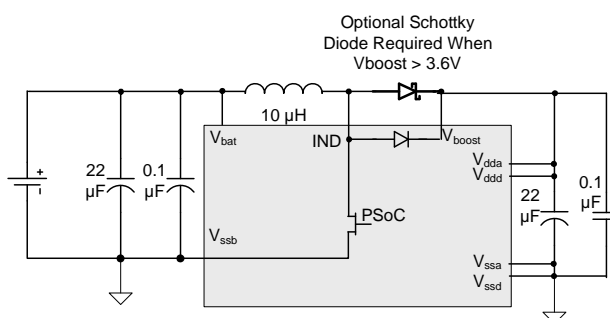 Optional Schottky
Diode Required When
Vboost > 3.6V
10 µH
Vbat
IND
Vboost
22
µF
0.1
µF
Vdda
Vddd
PSoC
22
µF
0.1
µF
Vssb
Vssa
Vssd
+
-